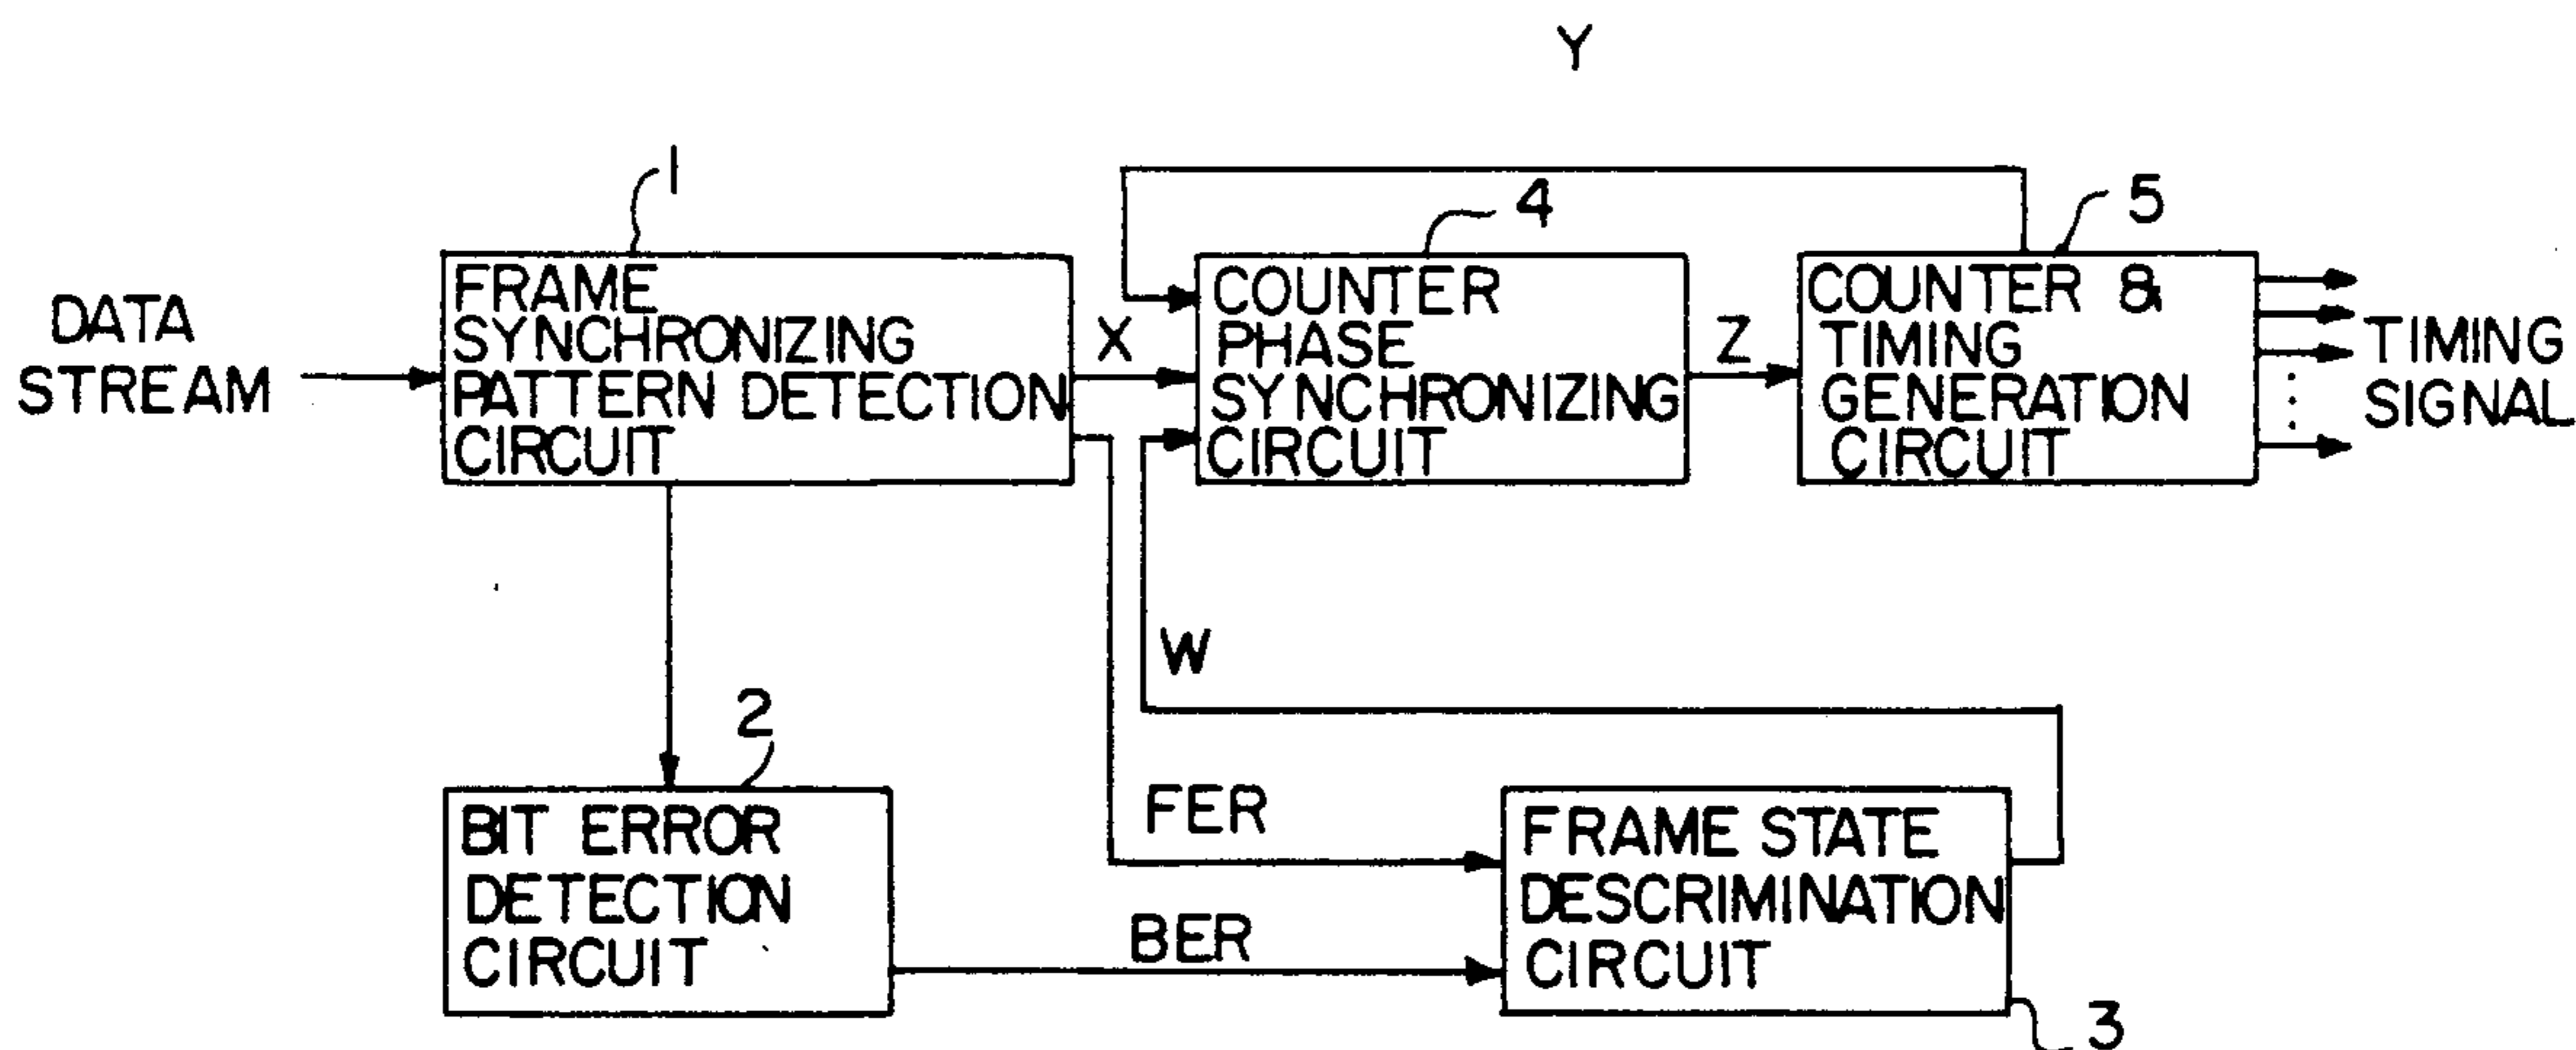 Y
1
4
5
DATA
STREAM
FRAME
SYNCHRONIZING
PATTERN DETECTION
CIRCUIT
X
COUNTER
PHASE
SYNCHRONIZING
CIRCUIT
Z
COUNTER &
TIMING
GENERATION
CIRCUIT
TIMING
SIGNAL
W
2
BIT ERROR
DETECTION
CIRCUIT
FER
BER
FRAME STATE
DESCRIMINATION
CIRCUIT
3